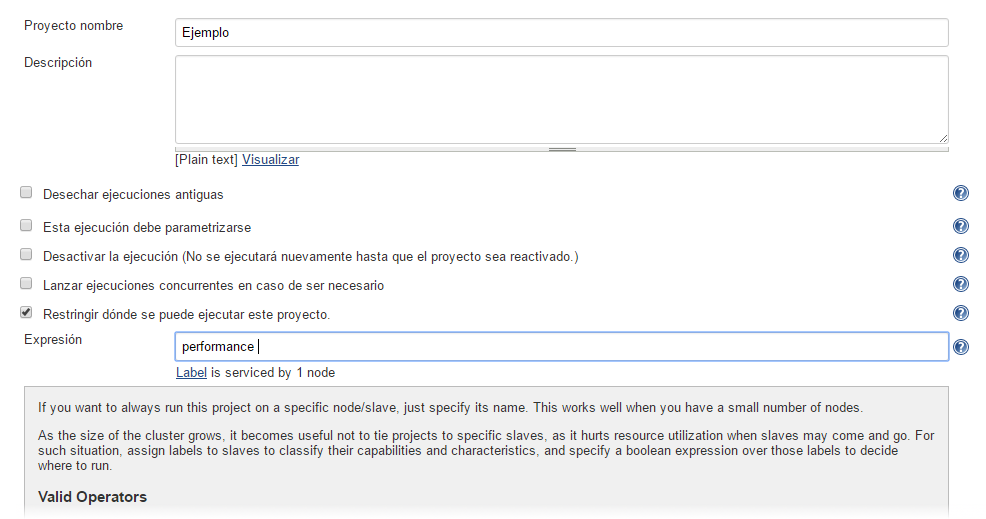 Proyecto nombre
Ejemplo
Descripción
[Plain text] Visualizar
Desechar ejecuciones antiguas
?
Esta ejecución debe parametrizarse
?
Desactivar la ejecución (No se ejecutará nuevamente hasta que el proyecto sea reactivado.)
?
Lanzar ejecuciones concurrentes en caso de ser necesario
?
Restringir dónde se puede ejecutar este proyecto.
?
Expresión
performance
?
Label is serviced by 1 node
If you want to always run this project on a specific node/slave, just specify its name. This works well when you have a small number of nodes.
As the size of the cluster grows, it becomes useful not to tie projects to specific slaves, as it hurts resource utilization when slaves may come and go. For
such situation, assign labels to slaves to classify their capabilities and characteristics, and specify a boolean expression over those labels to decide
where to run.
Valid Operators